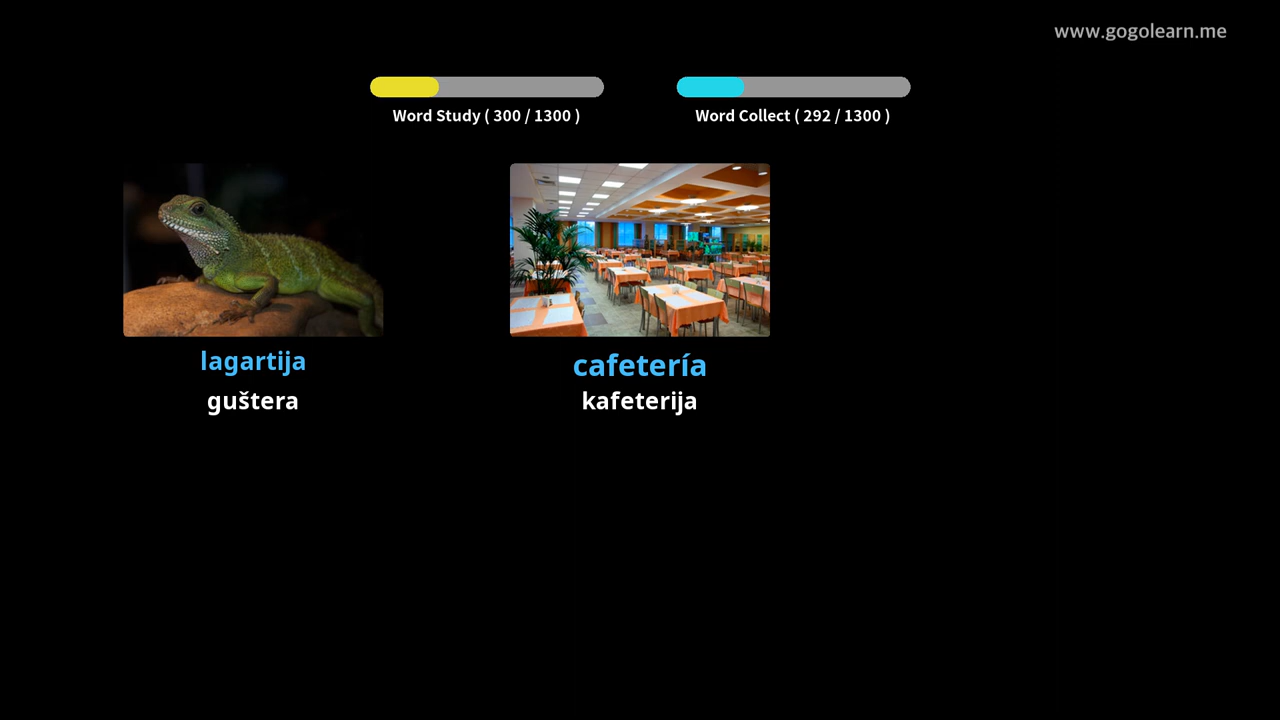 www.gogolearn.me
Word Study ( 300 / 1300 )
Word Collect ( 292 / 1300 )
lagartija
guštera
cafetería
kafeterija